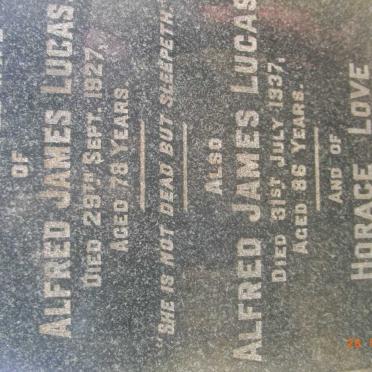 OF
ALFRED JAMES LUCAS
DIED 29TH SEPT. 1927,
AGED 78 YEARS.
"SHE IS NOT DEAD BUT SLEEPETH."
ALSO
ALFRED JAMES LUCAS
DIED 31ST JULY 1937,
AGED 86 YEARS.
AND OF
HORACE LOVE